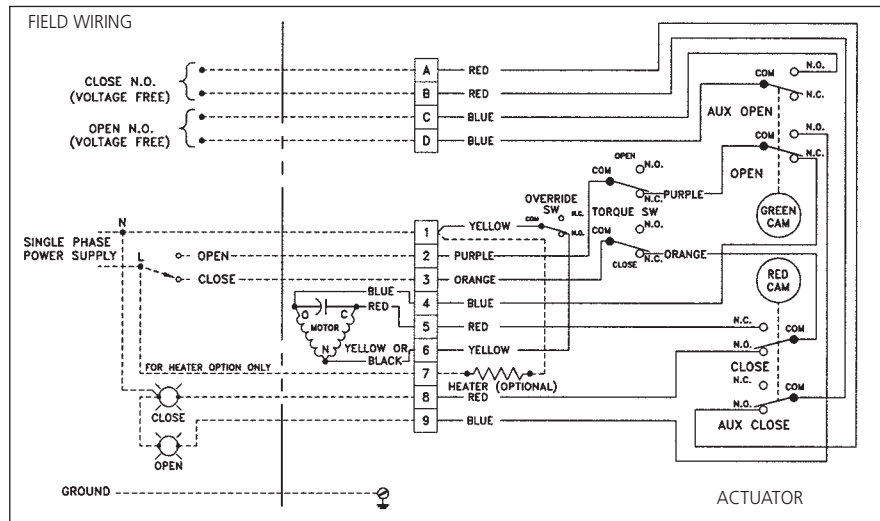 FIELD WIRING
CLOSE N.O.
(VOLTAGE FREE)
OPEN N.O.
(VOLTAGE FREE)
A RED
B RED
C BLUE
D BLUE
COM
N.O.
N.C.
AUX OPEN
COM
N.O.
N.C.
OPEN
GREEN
CAM
OPEN
N.O.
COM
N.C.
PURPLE
TORQUE SW
N.O.
COM
N.C.
CLOSE
ORANGE
OVERRIDE
SW
N.C.
COM
N.O.
N
SINGLE PHASE
POWER SUPPLY
L
OPEN
CLOSE
1 YELLOW
2 PURPLE
3 ORANGE
4 BLUE
5 RED
6 YELLOW
7
HEATER (OPTIONAL)
8 RED
9 BLUE
BLUE
RED
O C
MOTOR
N
YELLOW OR
BLACK
FOR HEATER OPTION ONLY
CLOSE
OPEN
RED
CAM
N.C.
COM
N.O.
CLOSE
N.C.
COM
N.O.
AUX CLOSE
GROUND
ACTUATOR